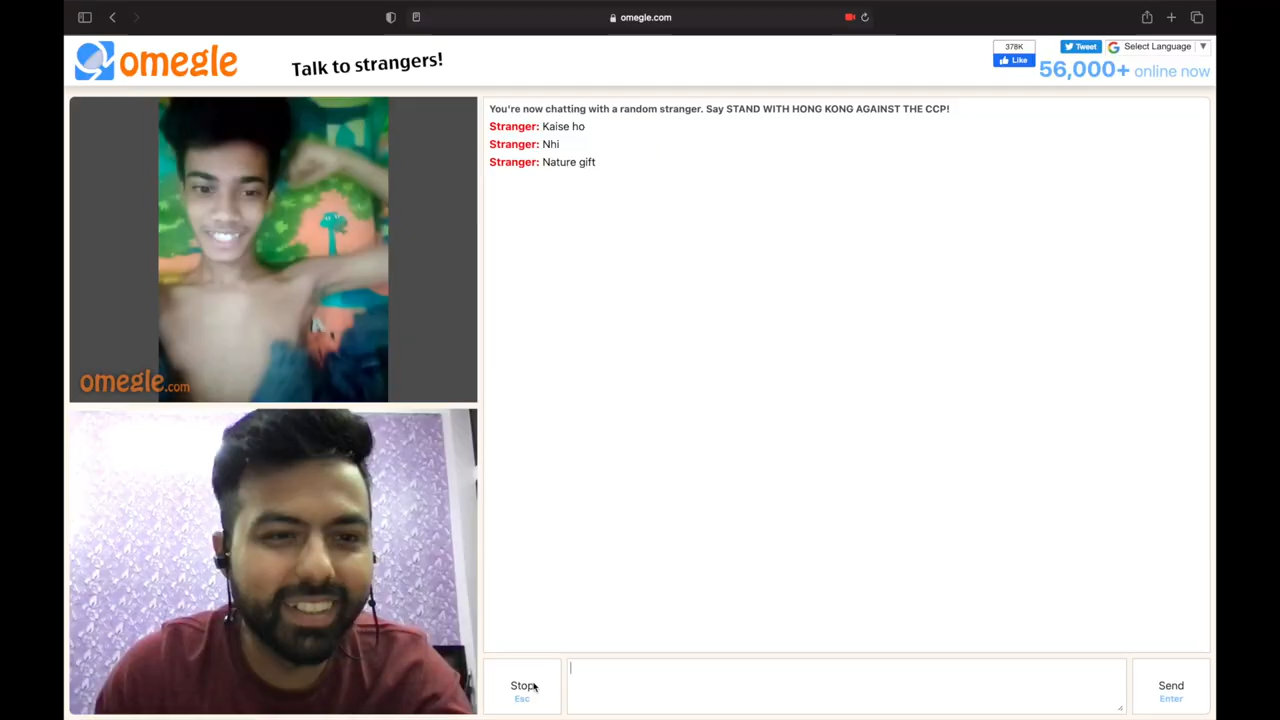 omegle.com
omegle
Talk to strangers!
378K
Like
Tweet
Select Language
56,000+ online now
You're now chatting with a random stranger. Say STAND WITH HONG KONG AGAINST THE CCP!
Stranger: Kaise ho
Stranger: Nhi
Stranger: Nature gift
omegle.com
Stop
Esc
Send
Enter